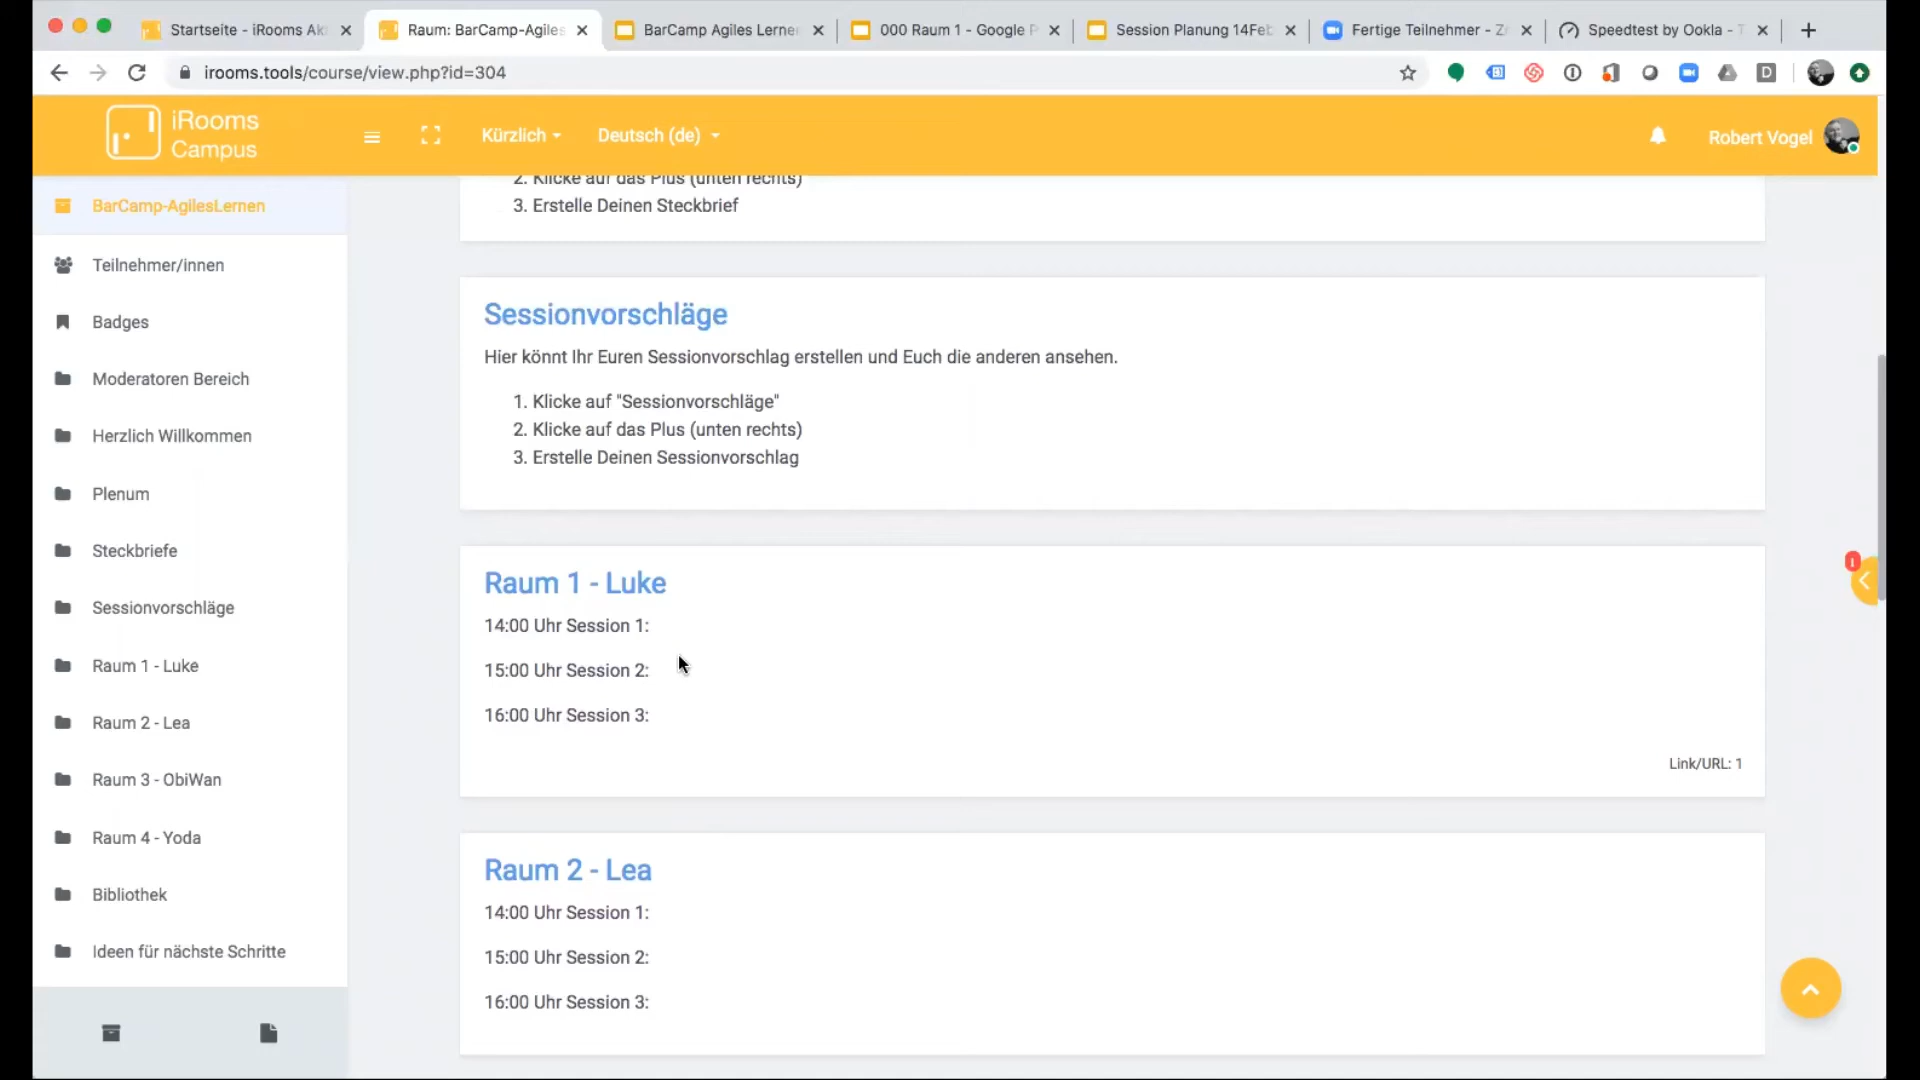 Startseite - iRooms Ak
Raum: BarCamp-Agiles
BarCamp Agiles Lerne
000 Raum 1 - Google P
Session Planung 14Feb
Fertige Teilnehmer - Z
Speedtest by Ookla - T
irooms.tools/course/view.php?id=304
iRooms
Campus
Kürzlich
Deutsch (de)
Robert Vogel
BarCamp-AgilesLernen
Teilnehmer/innen
Badges
Moderatoren Bereich
Herzlich Willkommen
Plenum
Steckbriefe
Sessionvorschläge
Raum 1 - Luke
Raum 2 - Lea
Raum 3 - ObiWan
Raum 4 - Yoda
Bibliothek
Ideen für nächste Schritte
2. Klicke auf das Plus (unten rechts)
3. Erstelle Deinen Steckbrief
Sessionvorschläge
Hier könnt Ihr Euren Sessionvorschlag erstellen und Euch die anderen ansehen.
1. Klicke auf "Sessionvorschläge"
2. Klicke auf das Plus (unten rechts)
3. Erstelle Deinen Sessionvorschlag
Raum 1 - Luke
14:00 Uhr Session 1:
15:00 Uhr Session 2:
16:00 Uhr Session 3:
Link/URL: 1
Raum 2 - Lea
14:00 Uhr Session 1:
15:00 Uhr Session 2:
16:00 Uhr Session 3: